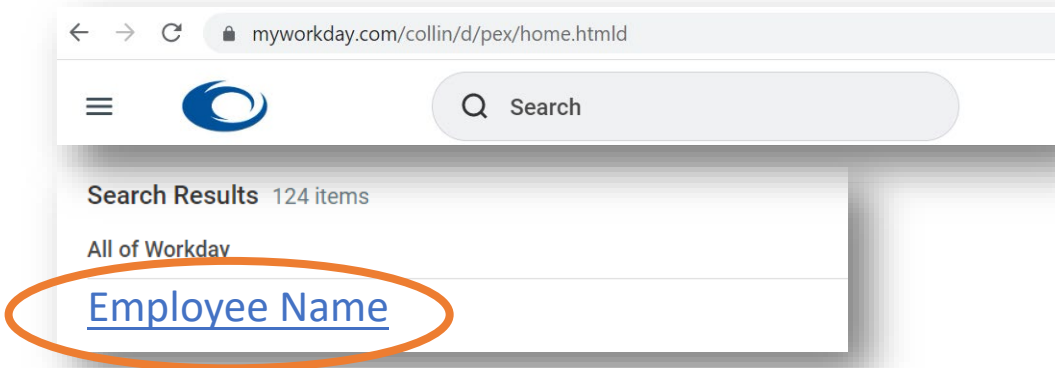 myworkday.com/collin/d/pex/home.htmld
Search
Search Results 124 items
All of Workday
Employee Name